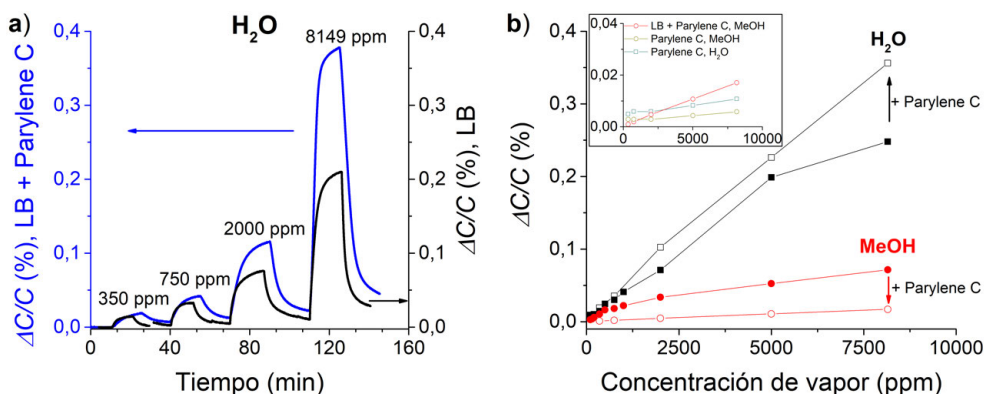 a)
H₂O
ΔC/C (%), LB + Parylene C
0,4
0,3
0,2
0,1
0,0
350 ppm
750 ppm
2000 ppm
8149 ppm
0,4
0,3
0,2
0,1
0,0
ΔC/C (%), LB
0 40 80 120 160
Tiempo (min)
b)
ΔC/C (%)
0,4
0,3
0,2
0,1
0,0
LB + Parylene C, MeOH
Parylene C, MeOH
Parylene C, H₂O
0,04
0,02
0,00
0 5000 10000
H₂O
+ Parylene C
MeOH
+ Parylene C
0 2500 5000 7500 10000
Concentración de vapor (ppm)